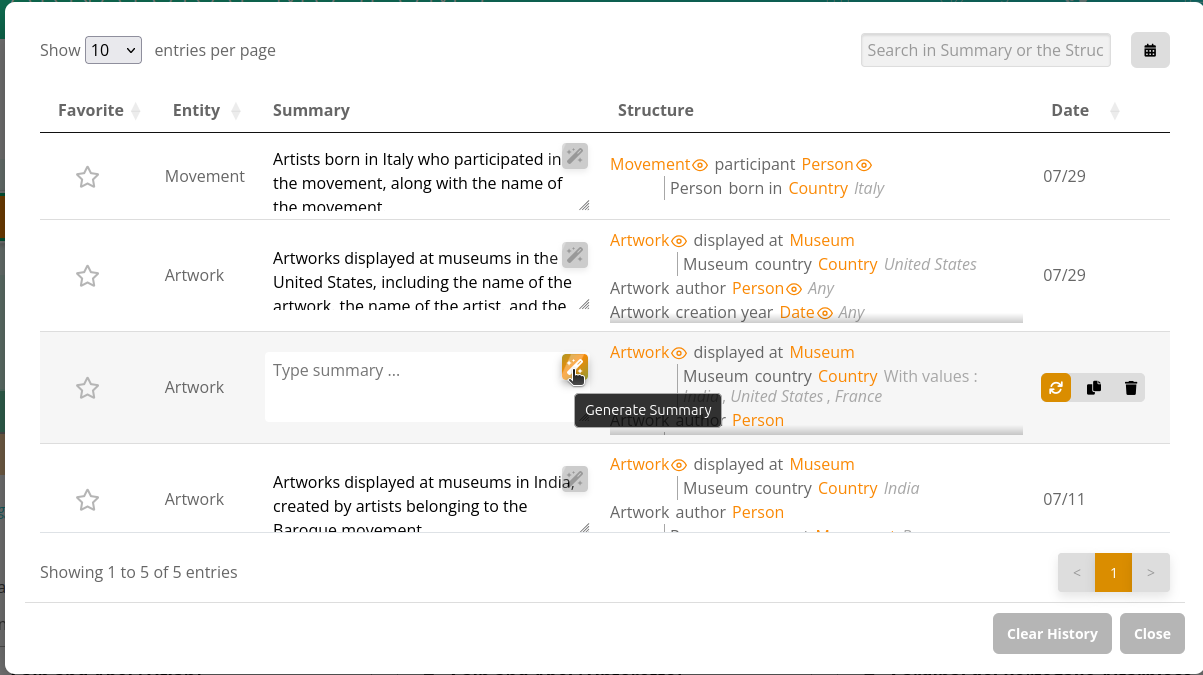 Show 10 entries per page
Search in Summary or the Struc
Favorite Entity Summary Structure Date
Movement
Artists born in Italy who participated in
the movement, along with the name of
the movement
Movement participant Person
Person born in Country Italy
07/29
Artwork
Artworks displayed at museums in the
United States, including the name of the
artwork, the name of the artist, and the
Artwork displayed at Museum
Museum country Country United States
Artwork author Person Any
Artwork creation year Date Any
07/29
Artwork
Type summary ...
Generate Summary
Artwork displayed at Museum
Museum country Country With values :
India , United States , France
Artwork author Person
Artwork
Artworks displayed at museums in India,
created by artists belonging to the
Baroque movement
Artwork displayed at Museum
Museum country Country India
Artwork author Person
07/11
Showing 1 to 5 of 5 entries
< 1 >
Clear History Close